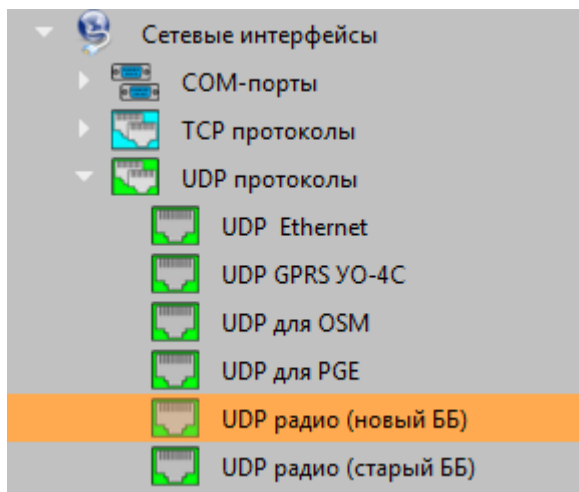 Сетевые интерфейсы
COM-порты
TCP протоколы
UDP протоколы
UDP Ethernet
UDP GPRS УО-4С
UDP для OSM
UDP для PGE
UDP радио (новый ББ)
UDP радио (старый ББ)